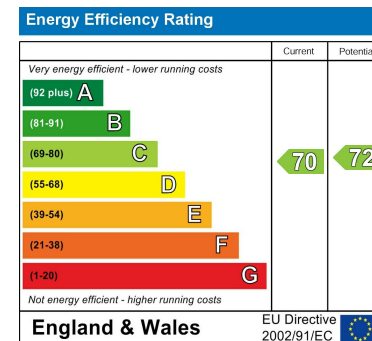 Energy Efficiency Rating
Current Potentia
Very energy efficient - lower running costs
(92 plus) A
(81-91) B
(69-80) C
70 72
(55-68) D
(39-54) E
(21-38) F
(1-20) G
Not energy efficient - higher running costs
England & Wales
EU Directive
2002/91/EC